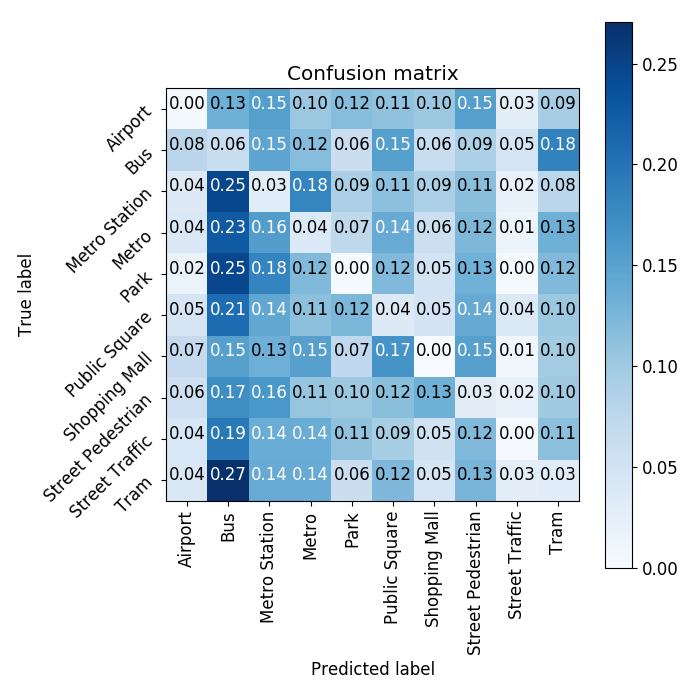 Confusion matrix
True label
Airport 0.00 0.13 0.15 0.10 0.12 0.11 0.10 0.15 0.03 0.09
Bus 0.08 0.06 0.15 0.12 0.06 0.15 0.06 0.09 0.05 0.18
Metro Station 0.04 0.25 0.03 0.18 0.09 0.11 0.09 0.11 0.02 0.08
Metro 0.04 0.23 0.16 0.04 0.07 0.14 0.06 0.12 0.01 0.13
Park 0.02 0.25 0.18 0.12 0.00 0.12 0.05 0.13 0.00 0.12
Public Square 0.05 0.21 0.14 0.11 0.12 0.04 0.05 0.14 0.04 0.10
Shopping Mall 0.07 0.15 0.13 0.15 0.07 0.17 0.00 0.15 0.01 0.10
Street Pedestrian 0.06 0.17 0.16 0.11 0.10 0.12 0.13 0.03 0.02 0.10
Street Traffic 0.04 0.19 0.14 0.14 0.11 0.09 0.05 0.12 0.00 0.11
Tram 0.04 0.27 0.14 0.14 0.06 0.12 0.05 0.13 0.03 0.03
Airport
Bus
Metro Station
Metro
Park
Public Square
Shopping Mall
Street Pedestrian
Street Traffic
Tram
Predicted label
0.25
0.20
0.15
0.10
0.05
0.00